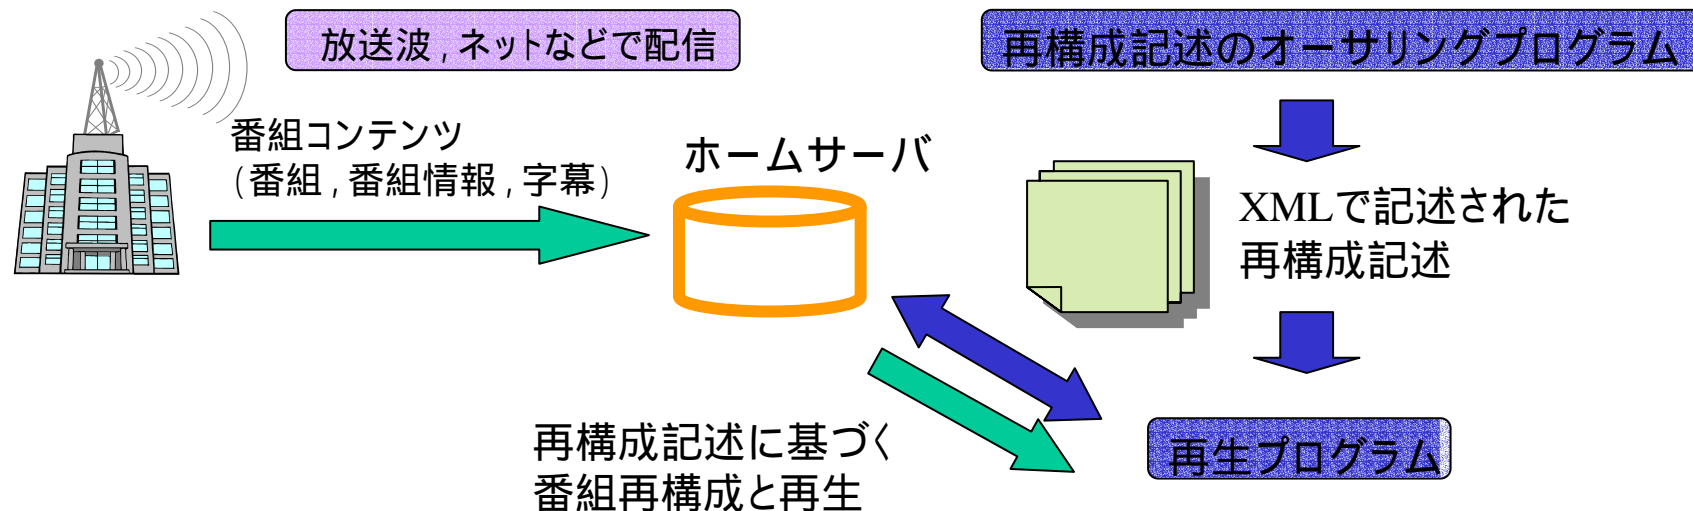 放送波,ネットなどで配信
再構成記述のオーサリングプログラム
番組コンテンツ
(番組,番組情報,字幕)
ホームサーバ
XMLで記述された
再構成記述
再構成記述に基づく
番組再構成と再生
再生プログラム